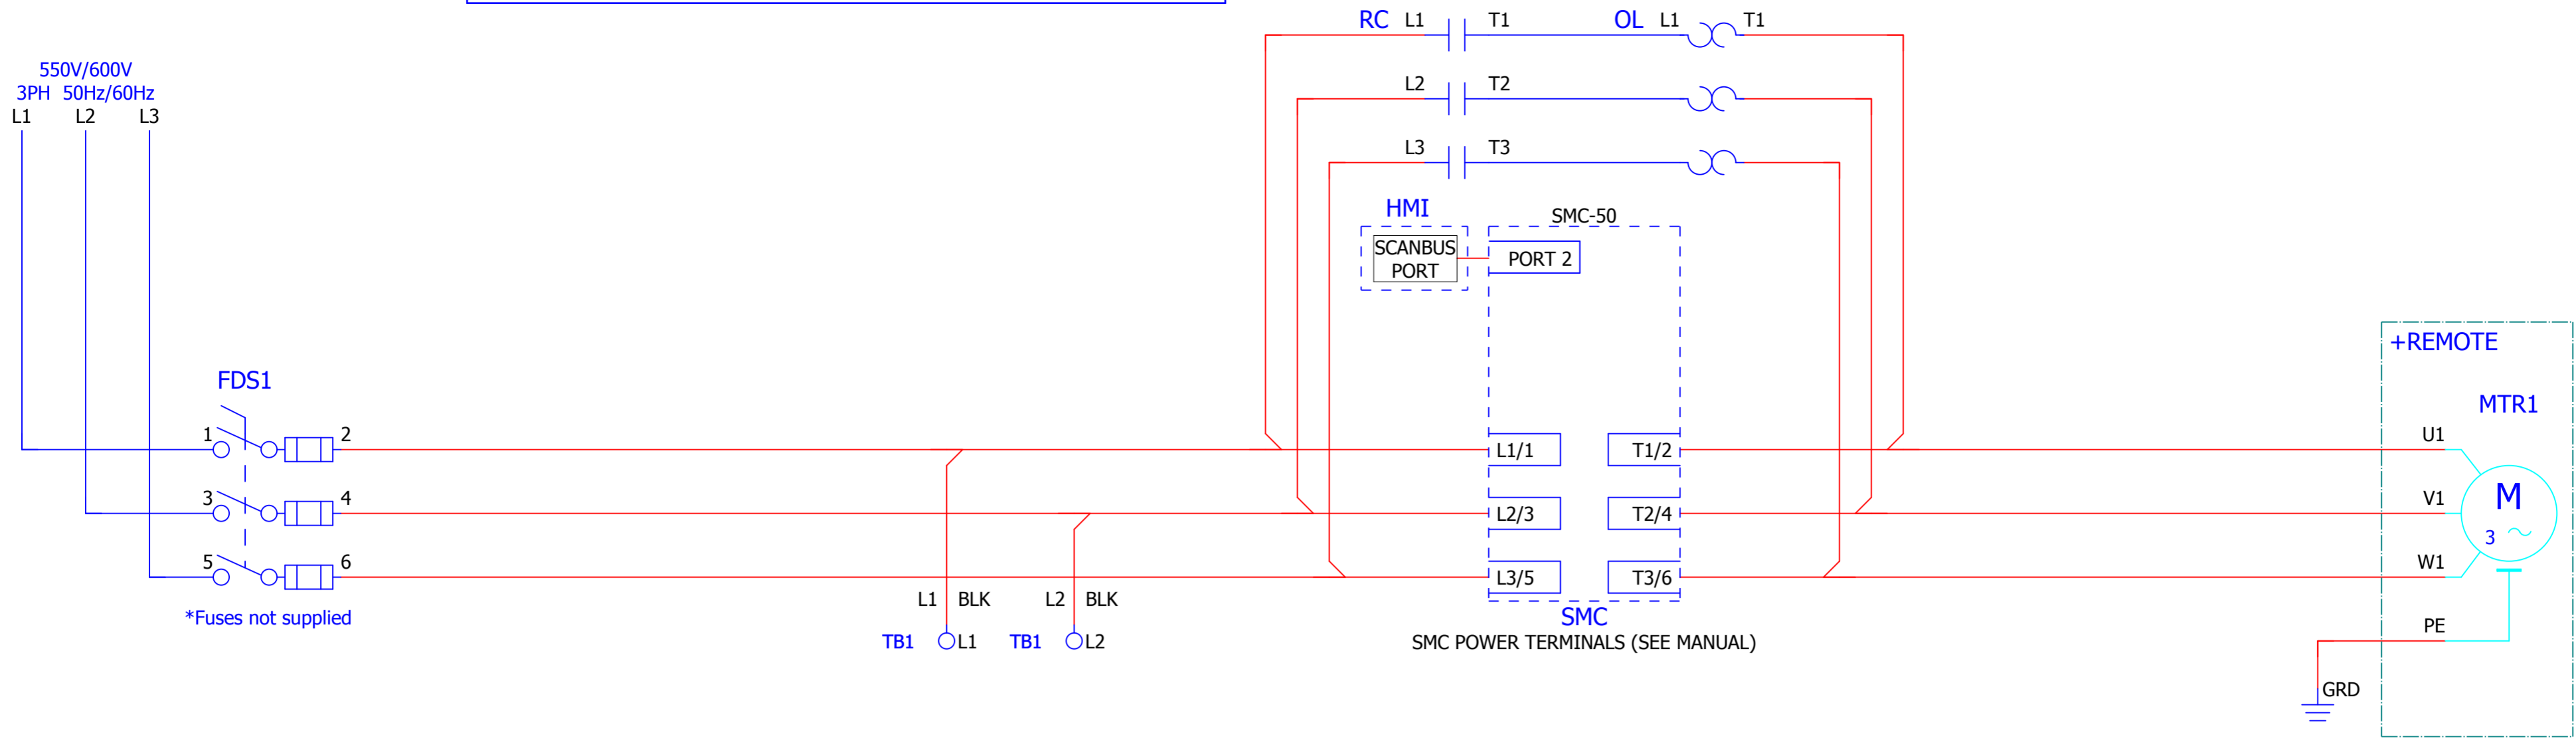 RC L1 T1 OL L1 T1
550V/600V
3PH 50Hz/60Hz
L1 L2 L3
L2 T2
L3 T3
HMI
SMC-50
SCANBUS
PORT
PORT 2
+REMOTE
FDS1
MTR1
1 2
L1/1 T1/2
U1
3 4
L2/3 T2/4
V1
M
3
5 6
L3/5 T3/6
W1
*Fuses not supplied
L1 BLK L2 BLK
SMC
PE
TB1 L1 TB1 L2
SMC POWER TERMINALS (SEE MANUAL)
GRD